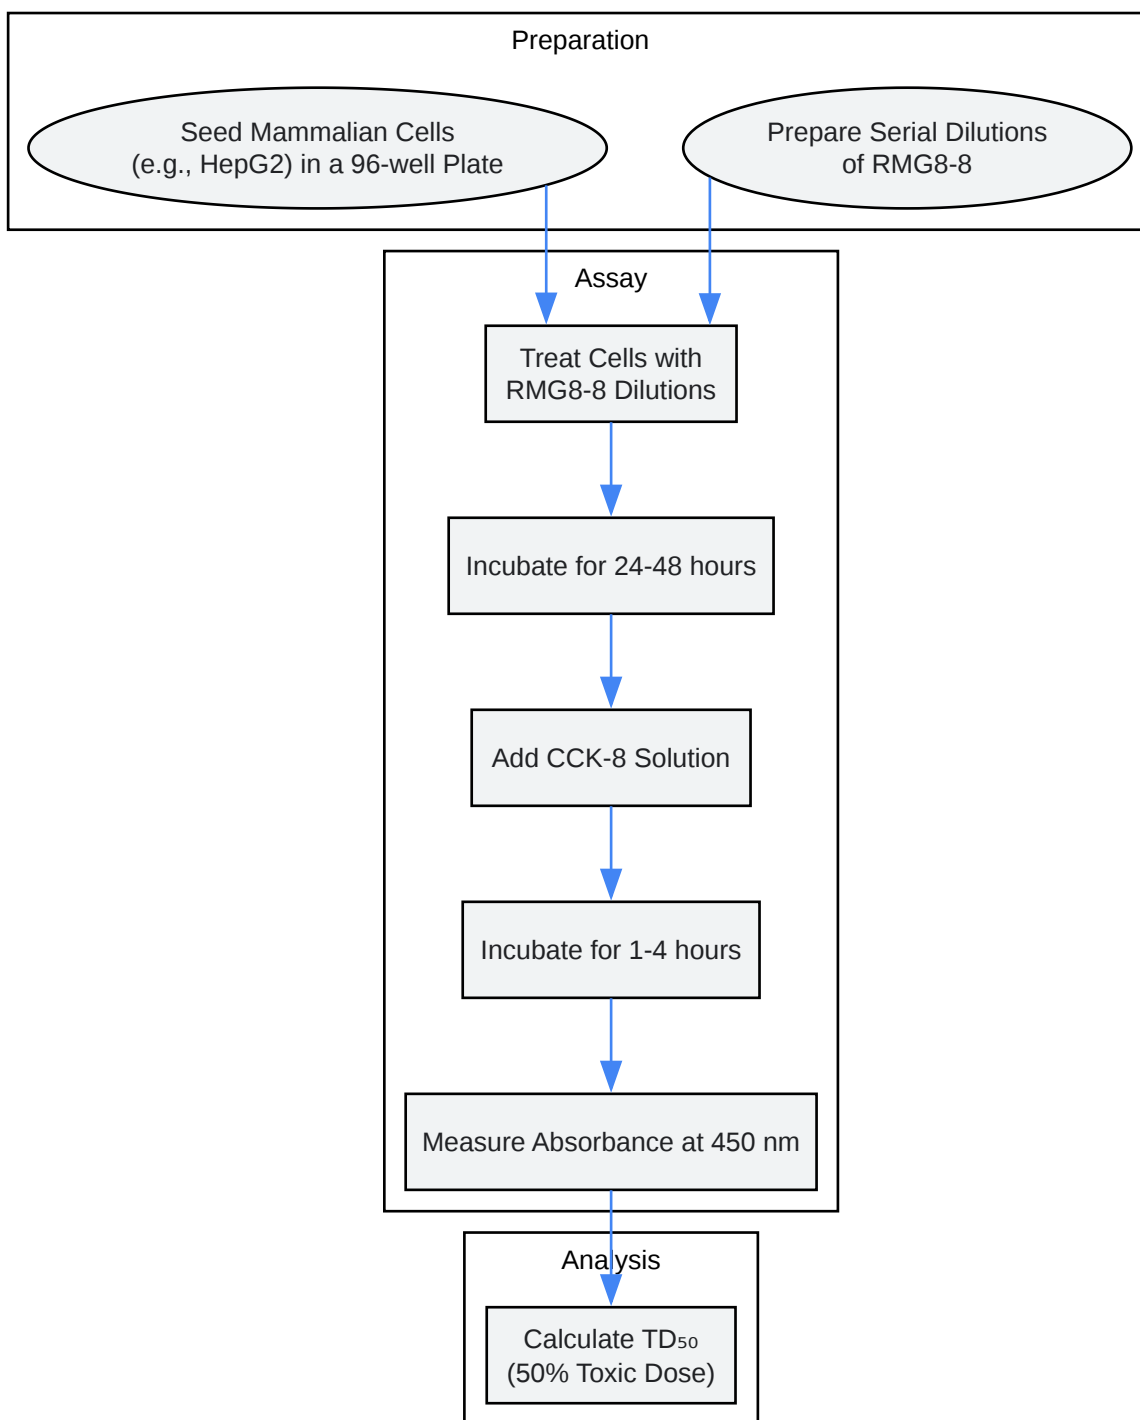 Preparation
Seed Mammalian Cells
(e.g., HepG2) in a 96-well Plate
Prepare Serial Dilutions
of RMG8-8
Assay
Treat Cells with
RMG8-8 Dilutions
Incubate for 24-48 hours
Add CCK-8 Solution
Incubate for 1-4 hours
Measure Absorbance at 450 nm
Analysis
Calculate TD₅₀
(50% Toxic Dose)